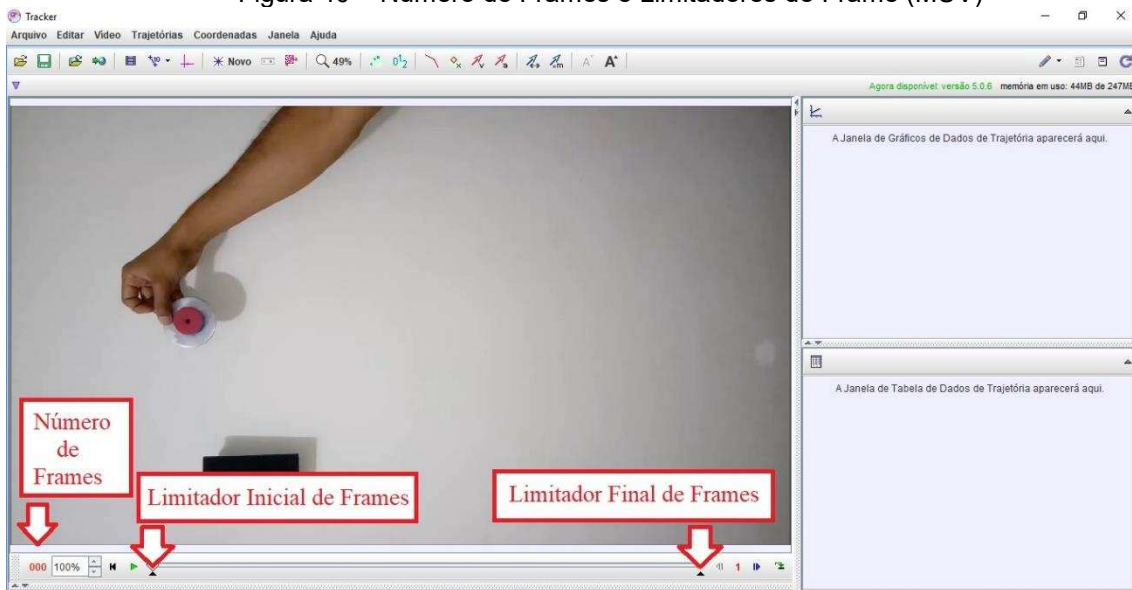 Tracker
Arquivo Editar Video Trajetórias Coordenadas Janela Ajuda
Novo 49%
Agora disponível: versão 5.0.6 memória em uso: 44MB de 247MB
A Janela de Gráficos de Dados de Trajetória aparecerá aqui.
A Janela de Tabela de Dados de Trajetória aparecerá aqui.
Número
de
Frames
Limitador Inicial de Frames
Limitador Final de Frames
000 100% 1